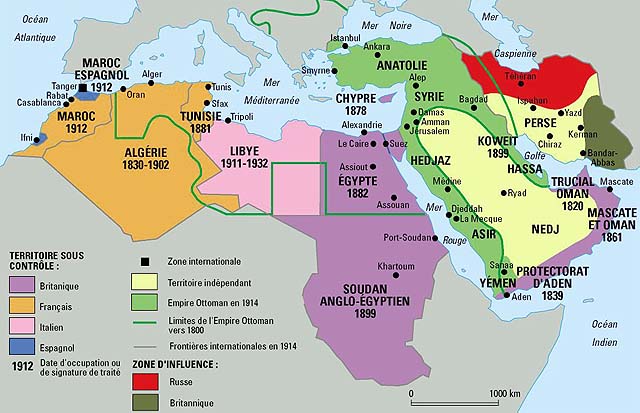 Océan
Atlantique
Mer
Noire
Mer
Caspienne
Istanbul
Ankara
ANATOLIE
Smyrne
MAROC
ESPAGNOL
1912
Tanger
Rabat
Casablanca
MAROC
1912
Ifni
Alger
Oran
Tunis
Sfax
TUNISIE
1881
Tripoli
Mer
Méditerranée
CHYPRE
1878
Alep
SYRIE
Damas
Amman
Jérusalem
Bagdad
Téhéran
Ispahan
Yazd
PERSE
Kerman
Chiraz
Bandar-
Abbas
ALGÉRIE
1830-1902
LIBYE
1911-1932
Alexandrie
Le Caire
Suez
Assiout
ÉGYPTE
1882
Assouan
HEDJAZ
Médine
KOWEIT
1899
Golfe
HASSA
TRUCIAL
OMAN
1820
Mascate
MASCATE
ET OMAN
1861
Ryad
NEDJ
Mer
Rouge
Djeddah
La Mecque
ASIR
Port-Soudan
Khartoum
SOUDAN
ANGLO-ÉGYPTIEN
1899
Sanaa
YÉMEN
Aden
PROTECTORAT
D'ADEN
1839
Océan
Indien
TERRITOIRE SOUS
CONTRÔLE :
Britanique
Français
Italien
Espagnol
1912 Date d'occupation ou
de signature de traité
Zone internationale
Territoire indépendant
Empire Ottoman en 1914
Limites de l'Empire Ottoman
vers 1800
Frontières internationales en 1914
ZONE D'INFLUENCE :
Russe
Britannique
0 1000 km